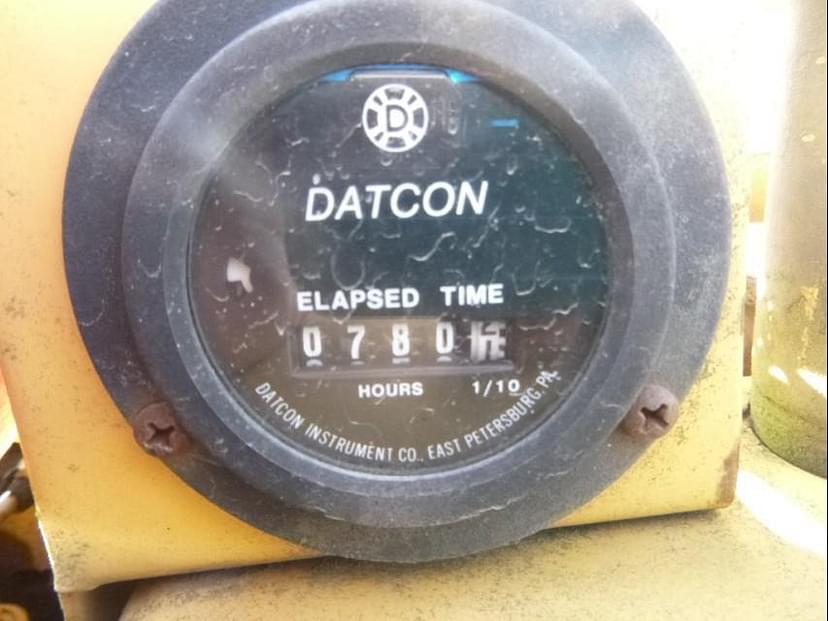 D
DATCON
ELAPSED TIME
0780
HOURS 1/10
DATCON INSTRUMENT CO., EAST PETERSBURG, PA.